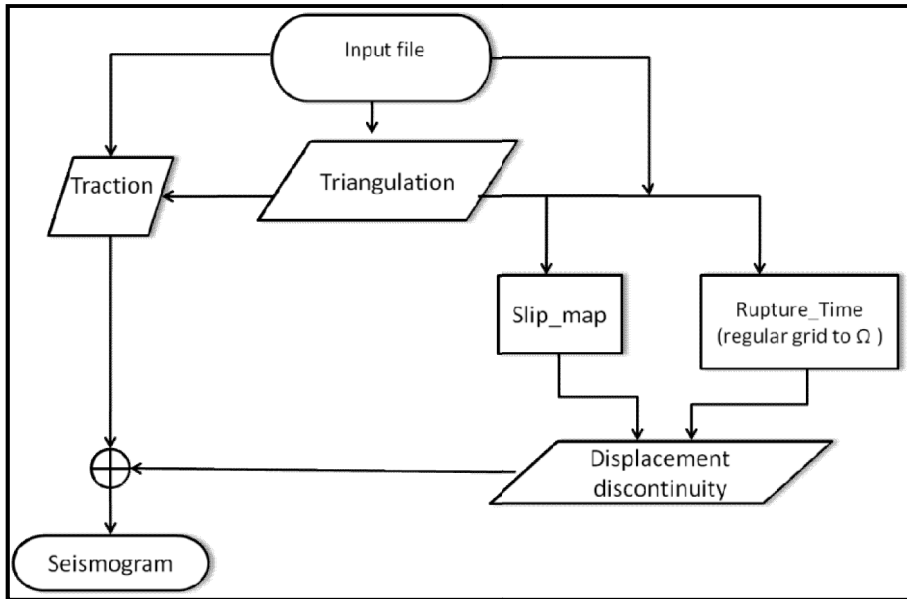 Input file
Traction
Triangulation
Slip_map
Rupture_Time
(regular grid to Ω )
Displacement
discontinuity
Seismogram